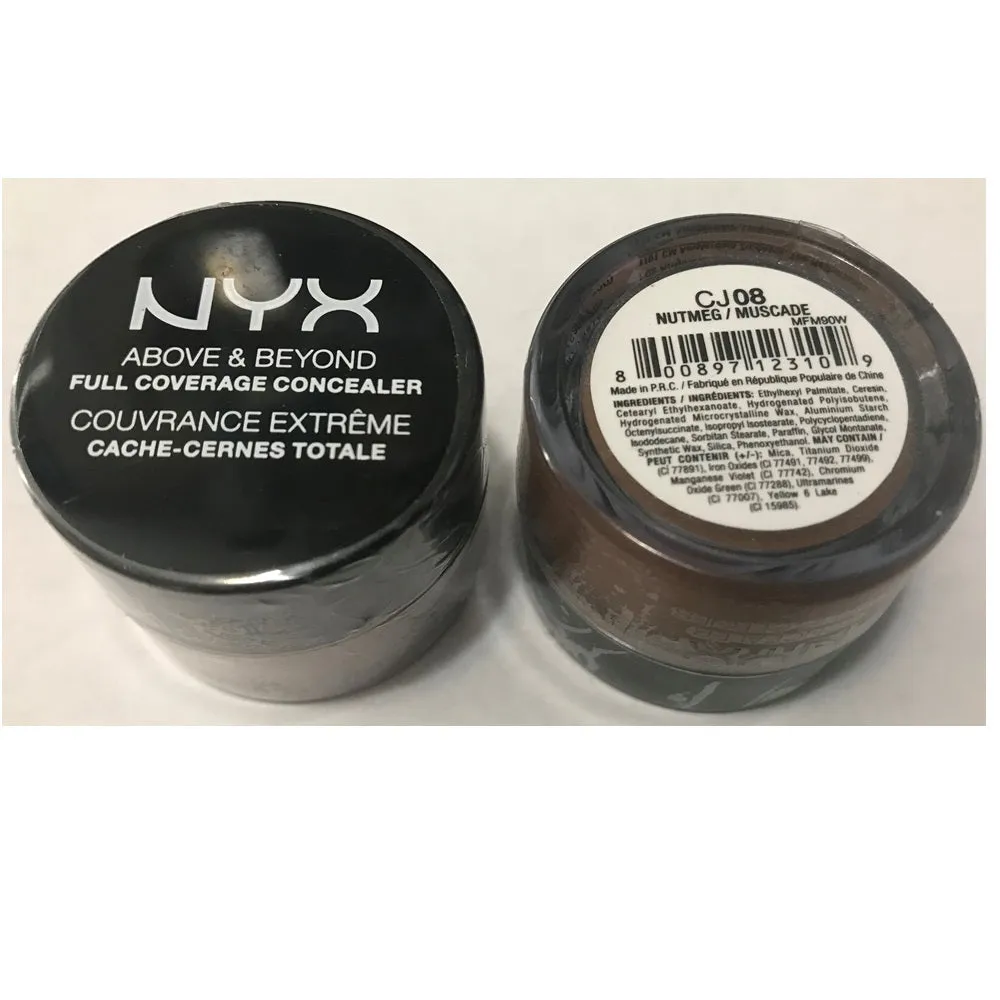 NYX
ABOVE & BEYOND
FULL COVERAGE CONCEALER
COUVRANCE EXTRÊME
CACHE-CERNES TOTALE
CJ08
NUTMEG / MUSCADE
MFM90W
8 00897 12310 9
Made in P.R.C. / Fabriqué en République Populaire de Chine
INGREDIENTS / INGRÉDIENTS: Ethylhexyl Palmitate, Ceresin,
Cetearyl Ethylhexanoate, Hydrogenated Polyisobutene,
Hydrogenated Microcrystalline Wax, Aluminum Starch
Octenylsuccinate, Isopropyl Isostearate, Polycyclopentadiene,
Isododecane, Sorbitan Stearate, Paraffin, Glycol Montanate,
Synthetic Wax, Silica, Phenoxyethanol. MAY CONTAIN /
PEUT CONTENIR (+/-): Mica, Titanium Dioxide
(CI 77891), Iron Oxides (CI 77491, 77492, 77499),
Manganese Violet (CI 77742), Chromium
Oxide Green (CI 77288), Ultramarines
(CI 77007), Yellow 6 Lake
(CI 15985).